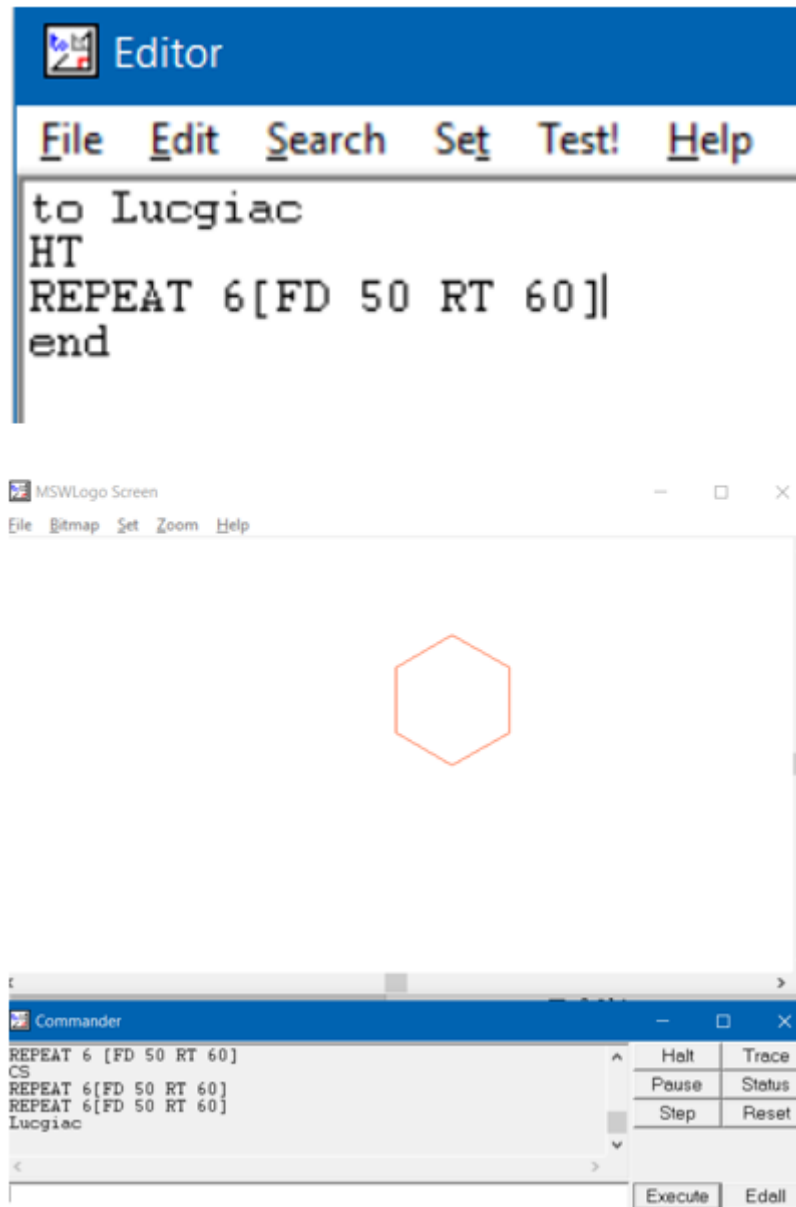 Editor
File Edit Search Set Test! Help
to Lucgiac
HT
REPEAT 6[FD 50 RT 60]
end
MSWLogo Screen
File Bitmap Set Zoom Help
Commander
REPEAT 6 [FD 50 RT 60]
CS
REPEAT 6[FD 50 RT 60]
REPEAT 6[FD 50 RT 60]
Lucgiac
Halt Trace
Pause Status
Step Reset
Execute Edall